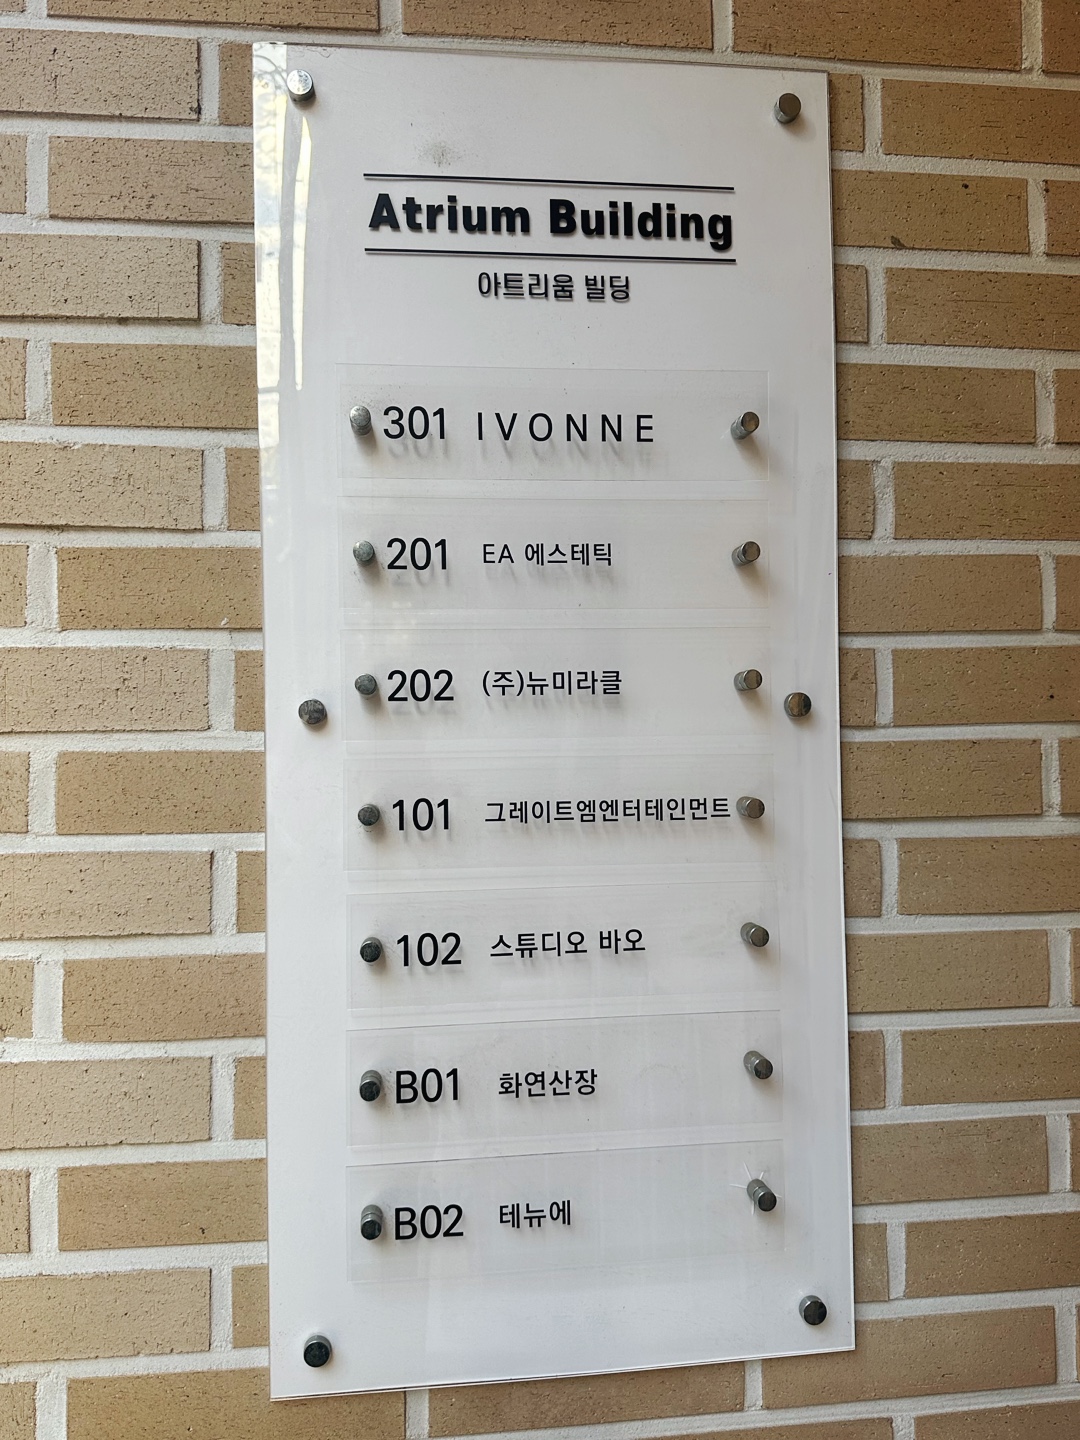 Atrium Building
아트리움 빌딩
301 IVONNE
201 EA 에스테틱
202 (주)뉴미라클
101 그레이트엠엔터테인먼트
102 스튜디오 바오
B01 화연산장
B02 테뉴에